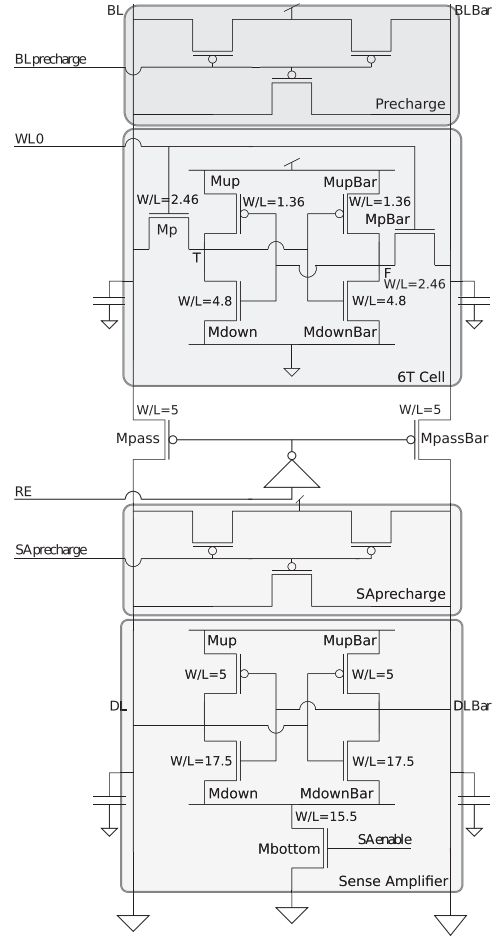 BL BLBar
BLprecharge
Precharge
WL0
Mup MupBar
W/L=2.46 W/L=1.36 W/L=1.36
Mp MpBar
T F
W/L=2.46
W/L=4.8 W/L=4.8
Mdown MdownBar
6T Cell
W/L=5 W/L=5
Mpass MpassBar
RE
SAprecharge
SAprecharge
Mup MupBar
W/L=5 W/L=5
DL DLBar
W/L=17.5 W/L=17.5
Mdown MdownBar
W/L=15.5
Mbottom SAenable
Sense Amplifier